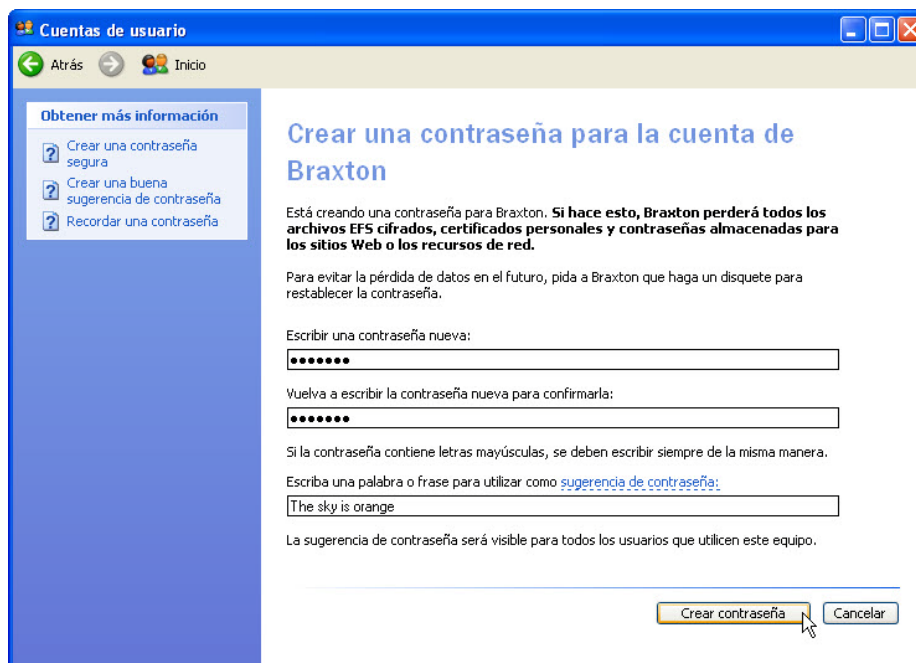 Cuentas de usuario
Atrás
Inicio
Obtener más información
Crear una contraseña
segura
Crear una buena
sugerencia de contraseña
Recordar una contraseña
Crear una contraseña para la cuenta de
Braxton
Está creando una contraseña para Braxton. Si hace esto, Braxton perderá todos los
archivos EFS cifrados, certificados personales y contraseñas almacenadas para
los sitios Web o los recursos de red.
Para evitar la pérdida de datos en el futuro, pida a Braxton que haga un disquete para
restablecer la contraseña.
Escribir una contraseña nueva:
●●●●●●●
Vuelva a escribir la contraseña nueva para confirmarla:
●●●●●●●
Si la contraseña contiene letras mayúsculas, se deben escribir siempre de la misma manera.
Escriba una palabra o frase para utilizar como sugerencia de contraseña:
The sky is orange
La sugerencia de contraseña será visible para todos los usuarios que utilicen este equipo.
Crear contraseña
Cancelar